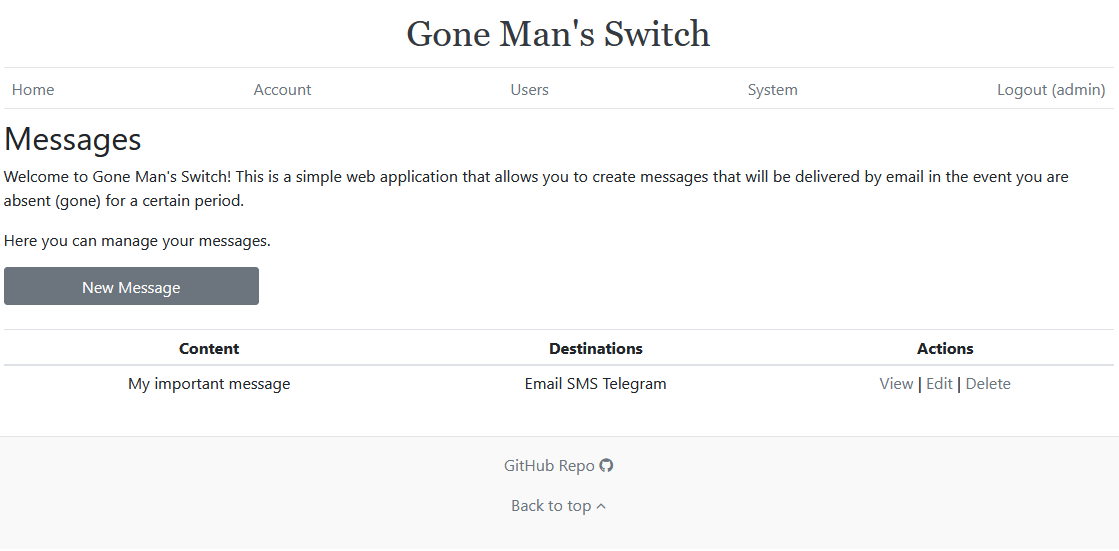 Gone Man's Switch
Home Account Users System Logout (admin)
Messages
Welcome to Gone Man's Switch! This is a simple web application that allows you to create messages that will be delivered by email in the event you are
absent (gone) for a certain period.
Here you can manage your messages.
New Message
Content Destinations Actions
My important message Email SMS Telegram View | Edit | Delete
GitHub Repo
Back to top